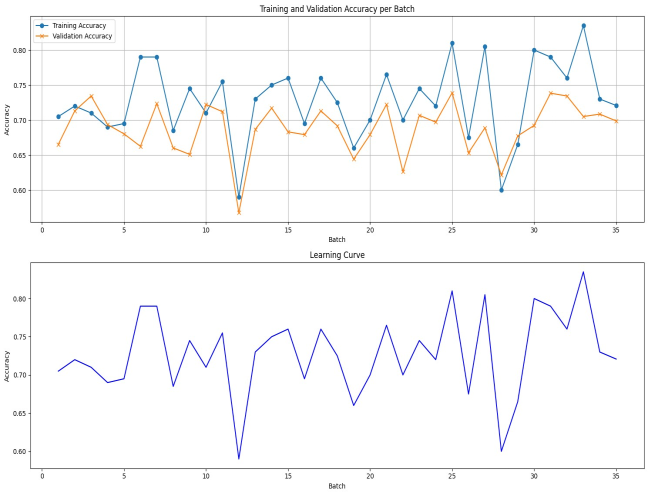 Training and Validation Accuracy per Batch
Training Accuracy
Validation Accuracy
Accuracy
0.80
0.75
0.70
0.65
0.60
0 5 10 15 20 25 30 35
Batch
Learning Curve
Accuracy
0.80
0.75
0.70
0.65
0.60
0 5 10 15 20 25 30 35
Batch